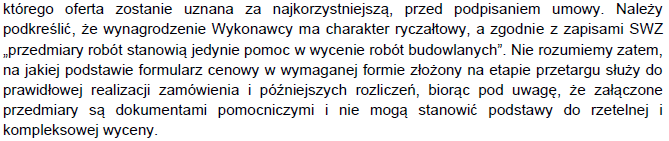 którego oferta zostanie uznana za najkorzystniejszą, przed podpisaniem umowy. Należy
podkreślić, że wynagrodzenie Wykonawcy ma charakter ryczałtowy, a zgodnie z zapisami SWZ
„przedmiary robót stanowią jedynie pomoc w wycenie robót budowlanych”. Nie rozumiemy zatem,
na jakiej podstawie formularz cenowy w wymaganej formie złożony na etapie przetargu służy do
prawidłowej realizacji zamówienia i późniejszych rozliczeń, biorąc pod uwagę, że załączone
przedmiary są dokumentami pomocniczymi i nie mogą stanowić podstawy do rzetelnej i
kompleksowej wyceny.